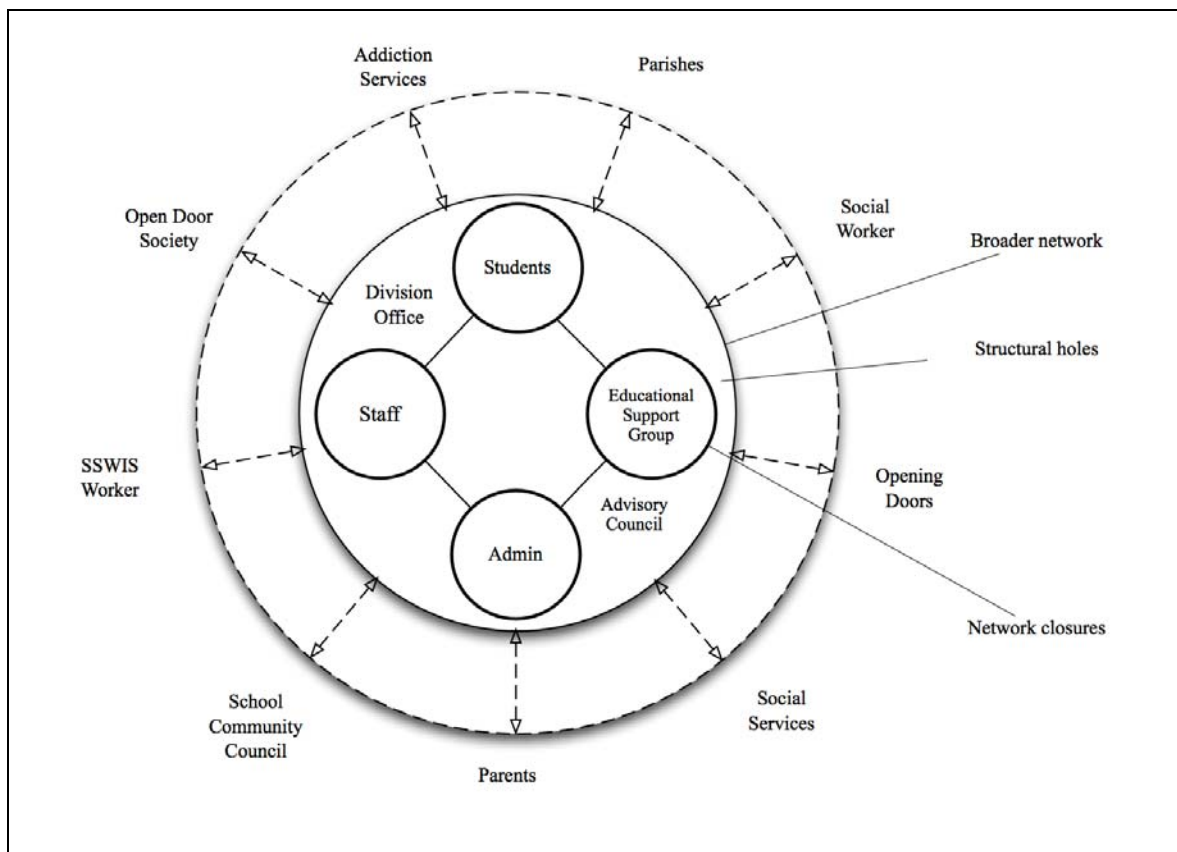 Addiction
Services
Parishes
Open Door
Society
Social
Worker
Broader network
Students
Division
Office
Structural holes
Staff
Educational
Support
Group
SSWIS
Worker
Opening
Doors
Advisory
Council
Admin
Network closures
School
Community
Council
Social
Services
Parents